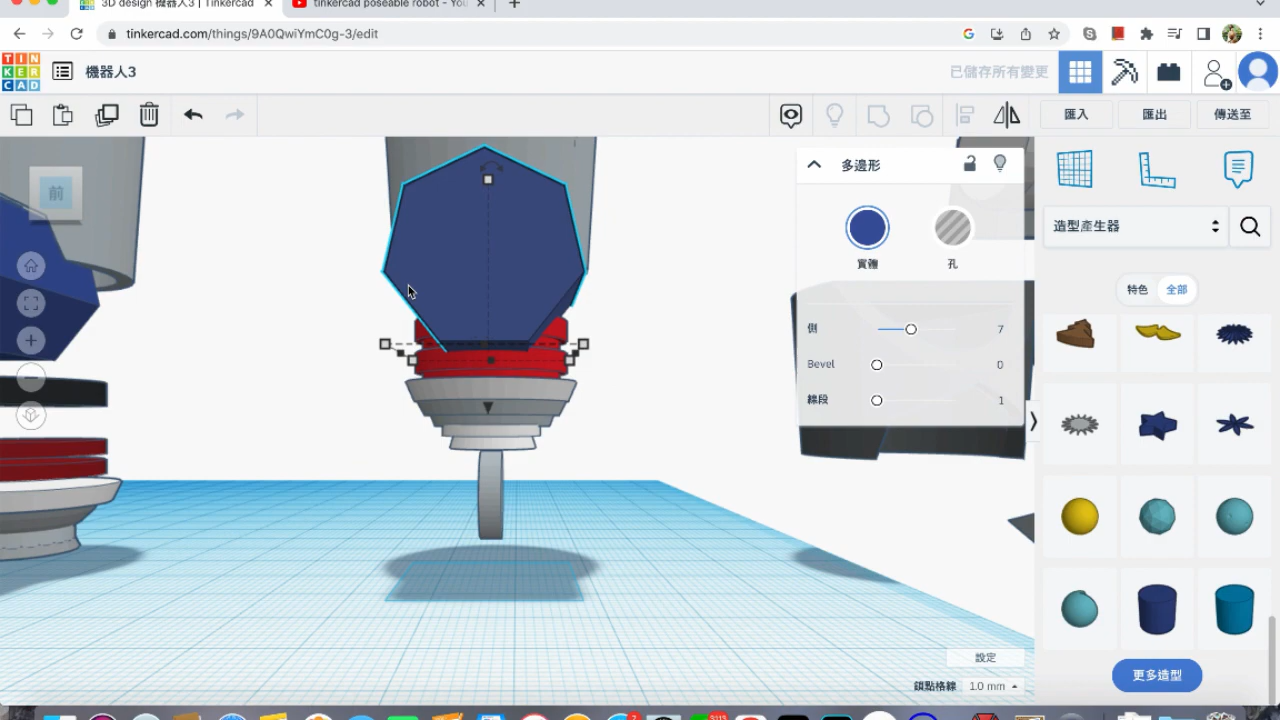 3D design 機器人3 | Tinkercad
tinkercad poseable robot - You
tinkercad.com/things/9A0QwiYmC0g-3/edit
TIN
KER
CAD
機器人3
已儲存所有變更
匯入
匯出
傳送至
前
多邊形
實體
孔
側
7
Bevel
0
線段
1
造型產生器
特色
全部
更多造型
設定
鎖點格線
1.0 mm